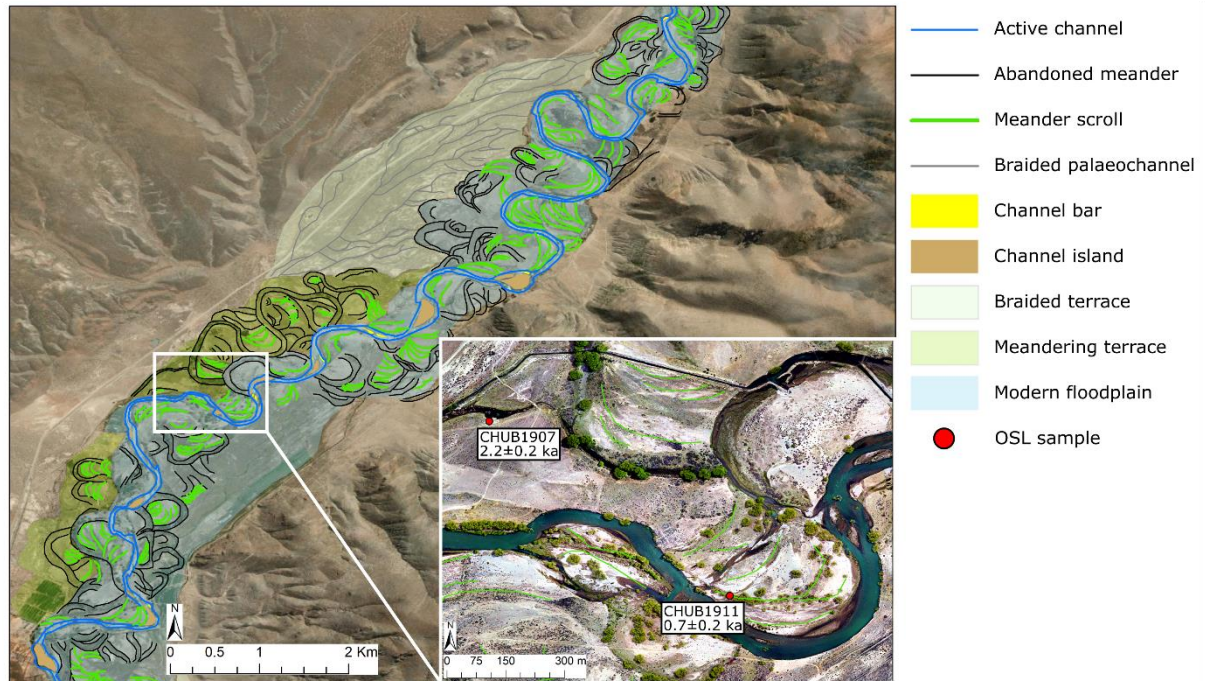 Active channel
Abandoned meander
Meander scroll
Braided palaeochannel
Channel bar
Channel island
Braided terrace
Meandering terrace
Modern floodplain
OSL sample
CHUB1907
2.2±0.2 ka
CHUB1911
0.7±0.2 ka
N
0 0.5 1 2 Km
N
0 75 150 300 m